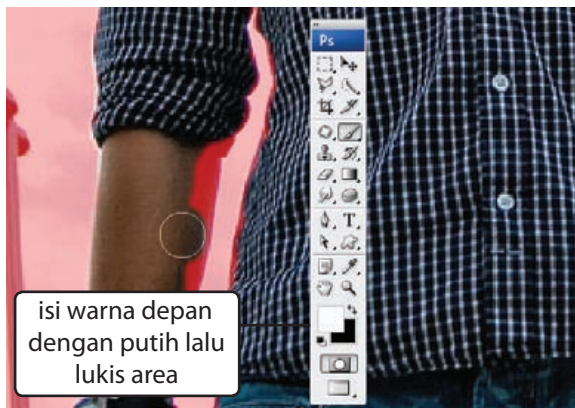 Ps
T
isi warna depan
dengan putih lalu
lukis area